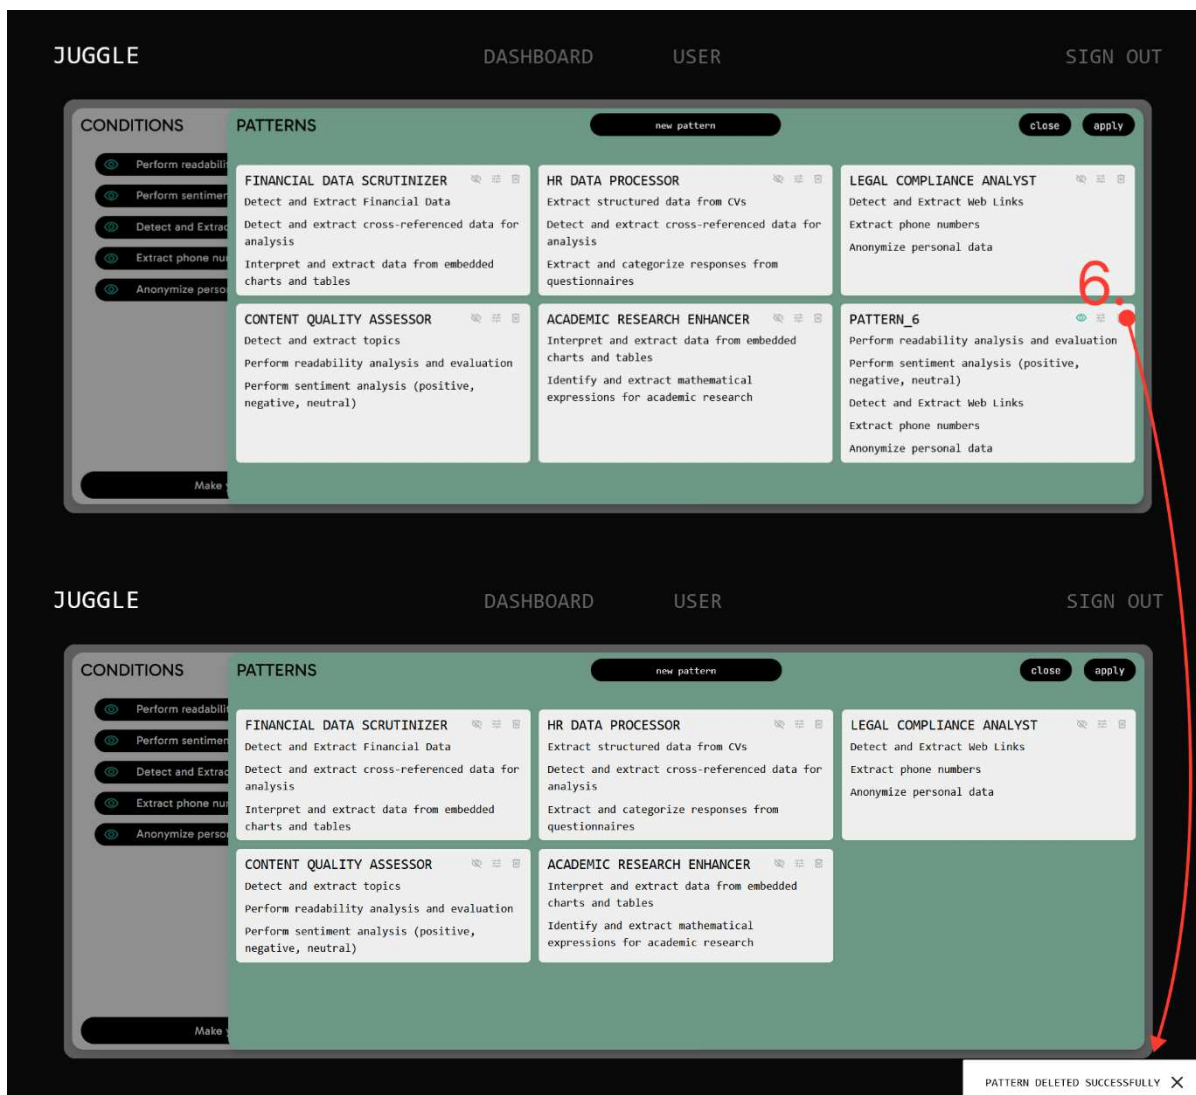 JUGGLE
DASHBOARD
USER
SIGN OUT
CONDITIONS
Perform readabili
Perform sentimen
Detect and Extrac
Extract phone nu
Anonymize perso
Make
PATTERNS
new pattern
close
apply
FINANCIAL DATA SCRUTINIZER
Detect and Extract Financial Data
Detect and extract cross-referenced data for
analysis
Interpret and extract data from embedded
charts and tables
HR DATA PROCESSOR
Extract structured data from CVs
Detect and extract cross-referenced data for
analysis
Extract and categorize responses from
questionnaires
LEGAL COMPLIANCE ANALYST
Detect and Extract Web Links
Extract phone numbers
Anonymize personal data
6.
CONTENT QUALITY ASSESSOR
Detect and extract topics
Perform readability analysis and evaluation
Perform sentiment analysis (positive,
negative, neutral)
ACADEMIC RESEARCH ENHANCER
Interpret and extract data from embedded
charts and tables
Identify and extract mathematical
expressions for academic research
PATTERN_6
Perform readability analysis and evaluation
Perform sentiment analysis (positive,
negative, neutral)
Detect and Extract Web Links
Extract phone numbers
Anonymize personal data
JUGGLE
DASHBOARD
USER
SIGN OUT
CONDITIONS
Perform readabili
Perform sentimen
Detect and Extrac
Extract phone nu
Anonymize perso
Make
PATTERNS
new pattern
close
apply
FINANCIAL DATA SCRUTINIZER
Detect and Extract Financial Data
Detect and extract cross-referenced data for
analysis
Interpret and extract data from embedded
charts and tables
HR DATA PROCESSOR
Extract structured data from CVs
Detect and extract cross-referenced data for
analysis
Extract and categorize responses from
questionnaires
LEGAL COMPLIANCE ANALYST
Detect and Extract Web Links
Extract phone numbers
Anonymize personal data
CONTENT QUALITY ASSESSOR
Detect and extract topics
Perform readability analysis and evaluation
Perform sentiment analysis (positive,
negative, neutral)
ACADEMIC RESEARCH ENHANCER
Interpret and extract data from embedded
charts and tables
Identify and extract mathematical
expressions for academic research
PATTERN DELETED SUCCESSFULLY